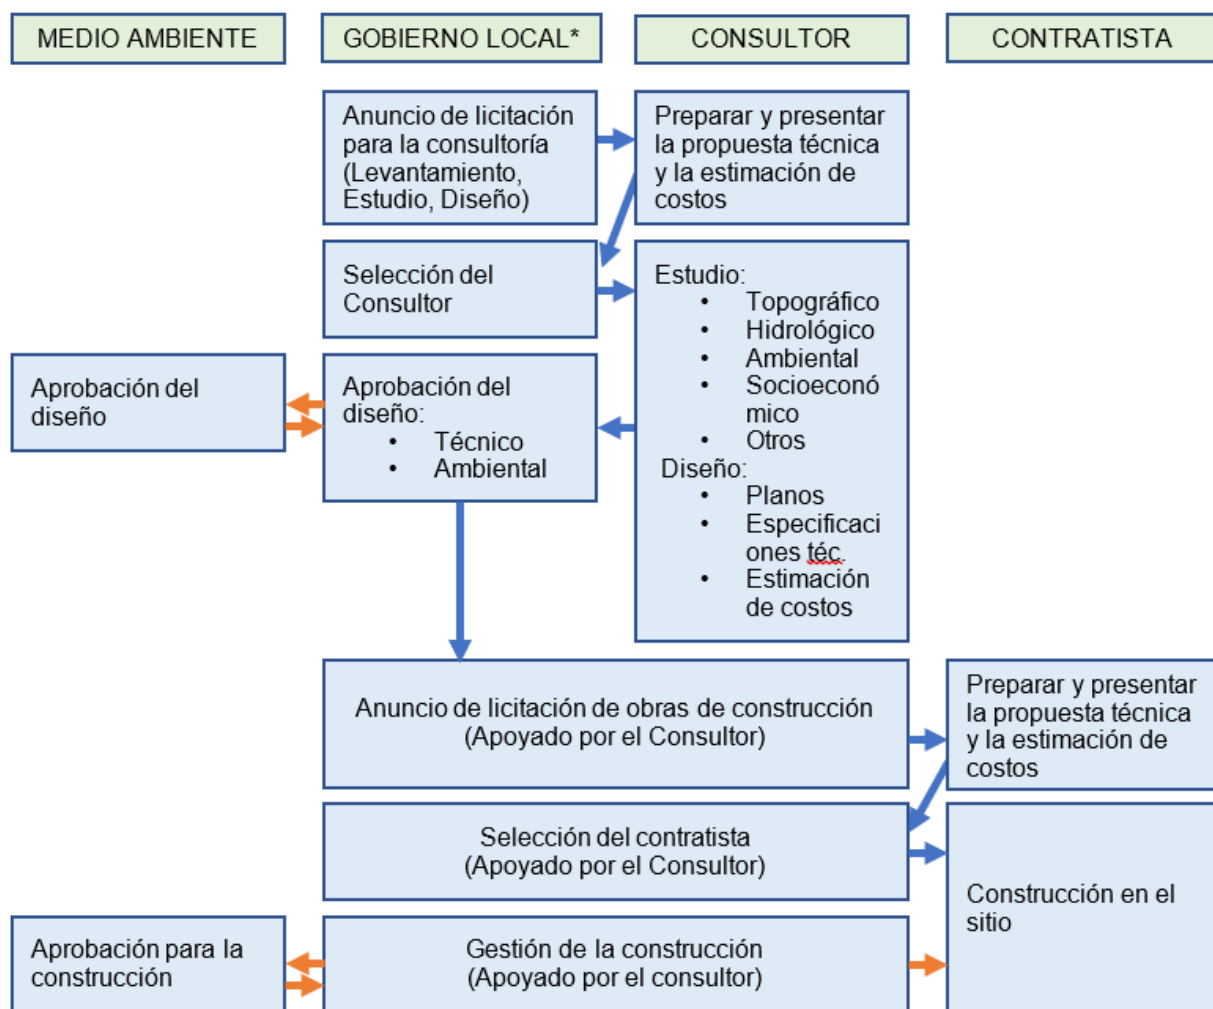 MEDIO AMBIENTE
GOBIERNO LOCAL*
CONSULTOR
CONTRATISTA
Anuncio de licitación
para la consultoría
(Levantamiento,
Estudio, Diseño)
Preparar y presentar
la propuesta técnica
y la estimación de
costos
Selección del
Consultor
Estudio:
• Topográfico
• Hidrológico
• Ambiental
• Socioeconó
mico
• Otros
Diseño:
• Planos
• Especificaci
ones téc.
• Estimación
de costos
Aprobación del
diseño
Aprobación del
diseño:
• Técnico
• Ambiental
Anuncio de licitación de obras de construcción
(Apoyado por el Consultor)
Preparar y presentar
la propuesta técnica
y la estimación de
costos
Selección del contratista
(Apoyado por el Consultor)
Construcción en el
sitio
Aprobación para la
construcción
Gestión de la construcción
(Apoyado por el consultor)